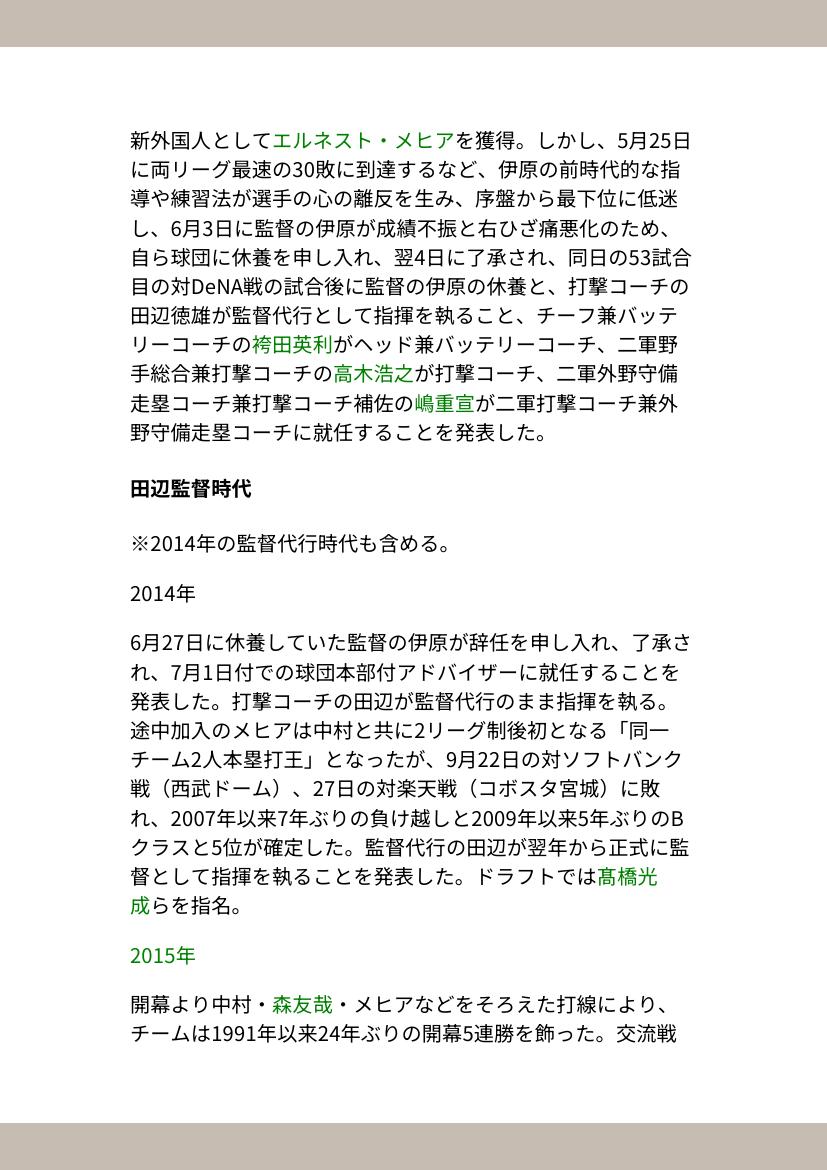 新外国人としてエルネスト・メヒアを獲得。しかし、5月25日
に両リーグ最速の30敗に到達するなど、伊原の前時代的な指
導や練習法が選手の心の離反を生み、序盤から最下位に低迷
し、6月3日に監督の伊原が成績不振と右ひざ痛悪化のため、
自ら球団に休養を申し入れ、翌4日に了承され、同日の53試合
目の対DeNA戦の試合後に監督の伊原の休養と、打撃コーチの
田辺徳雄が監督代行として指揮を執ること、チーフ兼バッテ
リーコーチの袴田英利がヘッド兼バッテリーコーチ、二軍野
手総合兼打撃コーチの高木浩之が打撃コーチ、二軍外野守備
走塁コーチ兼打撃コーチ補佐の嶋重宣が二軍打撃コーチ兼外
野守備走塁コーチに就任することを発表した。
田辺監督時代
※2014年の監督代行時代も含める。
2014年
6月27日に休養していた監督の伊原が辞任を申し入れ、了承さ
れ、7月1日付での球団本部付アドバイザーに就任することを
発表した。打撃コーチの田辺が監督代行のまま指揮を執る。
途中加入のメヒアは中村と共に2リーグ制後初となる「同一
チーム2人本塁打王」となったが、9月22日の対ソフトバンク
戦（西武ドーム）、27日の対楽天戦（コボスタ宮城）に敗
れ、2007年以来7年ぶりの負け越しと2009年以来5年ぶりのB
クラスと5位が確定した。監督代行の田辺が翌年から正式に監
督として指揮を執ることを発表した。ドラフトでは髙橋光
成らを指名。
2015年
開幕より中村・森友哉・メヒアなどをそろえた打線により、
チームは1991年以来24年ぶりの開幕5連勝を飾った。交流戦